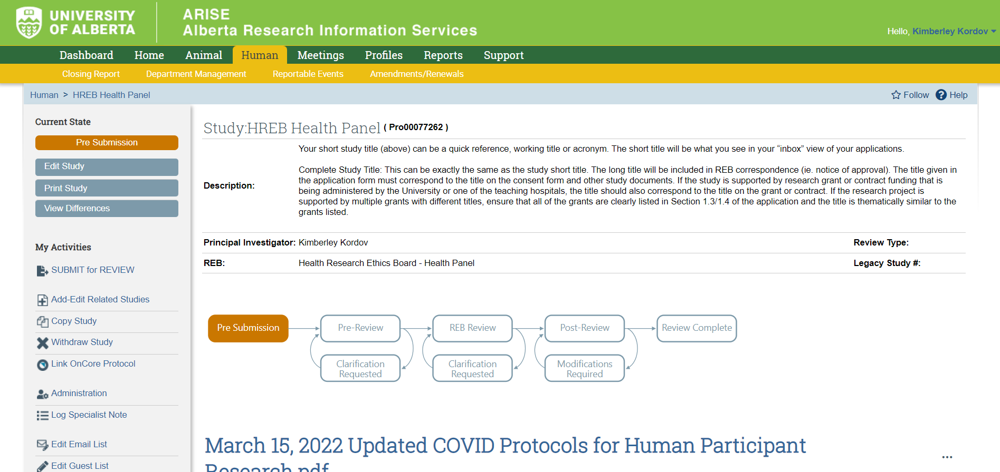 UNIVERSITY
OF ALBERTA
ARISE
Alberta Research Information Services
Hello, Kimberley Kordov
Dashboard Home Animal Human Meetings Profiles Reports Support
Closing Report Department Management Reportable Events Amendments/Renewals
Human > HREB Health Panel
Follow ? Help
Current State
Pre Submission
Edit Study
Print Study
View Differences
My Activities
SUBMIT for REVIEW
Add-Edit Related Studies
Copy Study
Withdraw Study
Link OnCore Protocol
Administration
Log Specialist Note
Edit Email List
Edit Guest List
Study:HREB Health Panel ( Pro00077262 )
Description:
Your short study title (above) can be a quick reference, working title or acronym. The short title will be what you see in your “inbox” view of your applications.
Complete Study Title: This can be exactly the same as the study short title. The long title will be included in REB correspondence (ie. notice of approval). The title given in
the application form must correspond to the title on the consent form and other study documents. If the study is supported by research grant or contract funding that is
being administered by the University or one of the teaching hospitals, the title should also correspond to the title on the grant or contract. If the research project is
supported by multiple grants with different titles, ensure that all of the grants are clearly listed in Section 1.3/1.4 of the application and the title is thematically similar to the
grants listed.
Principal Investigator: Kimberley Kordov
Review Type:
REB: Health Research Ethics Board - Health Panel
Legacy Study #:
Pre Submission
Pre-Review
REB Review
Post-Review
Review Complete
Clarification
Requested
Clarification
Requested
Modifications
Required
March 15, 2022 Updated COVID Protocols for Human Participant
Research.pdf
...